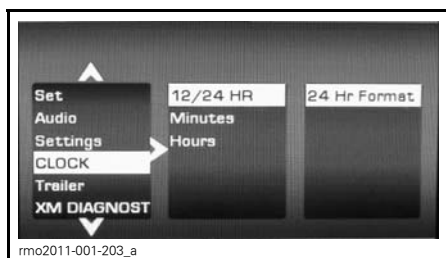 Set
Audio
Settings
CLOCK
Trailer
XM DIAGNOST
12/24 HR
Minutes
Hours
24 Hr Format
rmo2011-001-203_a